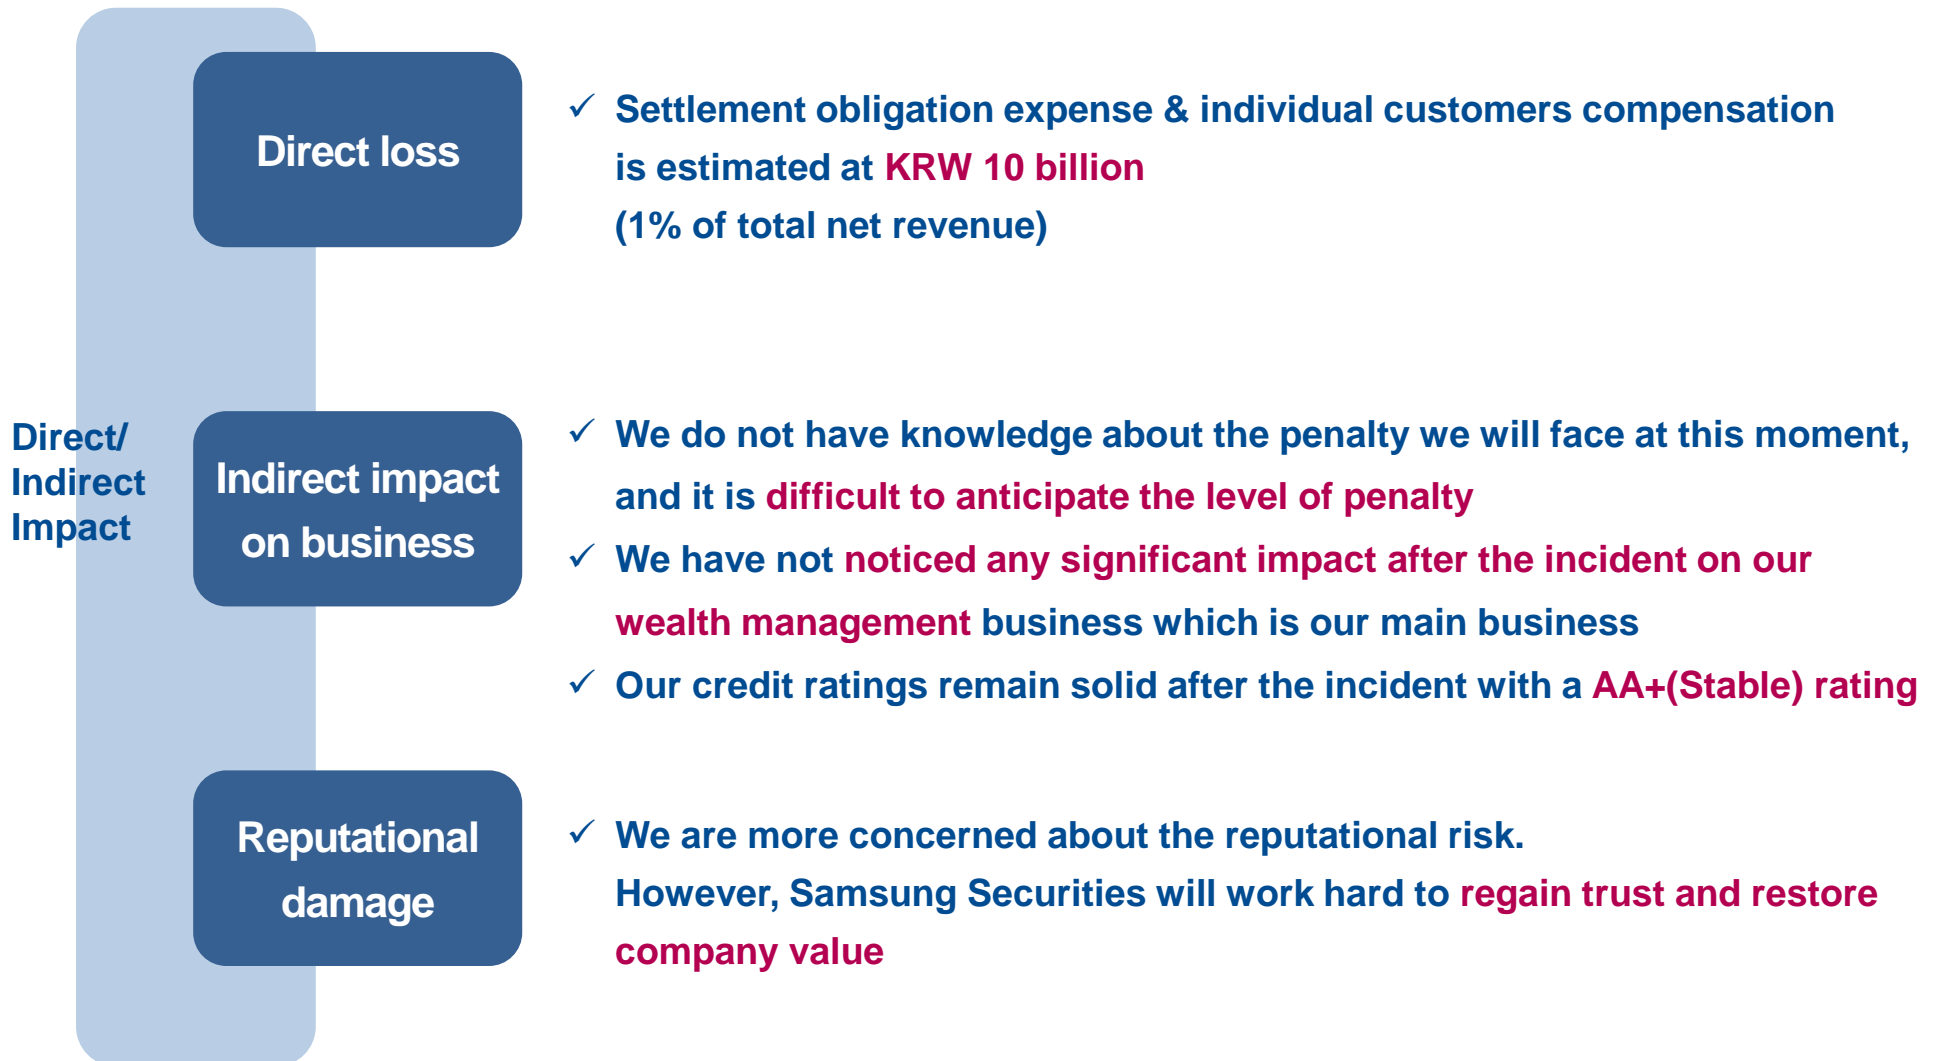 Direct/
Indirect
Impact
Direct loss
✓ Settlement obligation expense & individual customers compensation
is estimated at KRW 10 billion
(1% of total net revenue)
Indirect impact
on business
✓ We do not have knowledge about the penalty we will face at this moment,
and it is difficult to anticipate the level of penalty
✓ We have not noticed any significant impact after the incident on our
wealth management business which is our main business
✓ Our credit ratings remain solid after the incident with a AA+(Stable) rating
Reputational
damage
✓ We are more concerned about the reputational risk.
However, Samsung Securities will work hard to regain trust and restore
company value